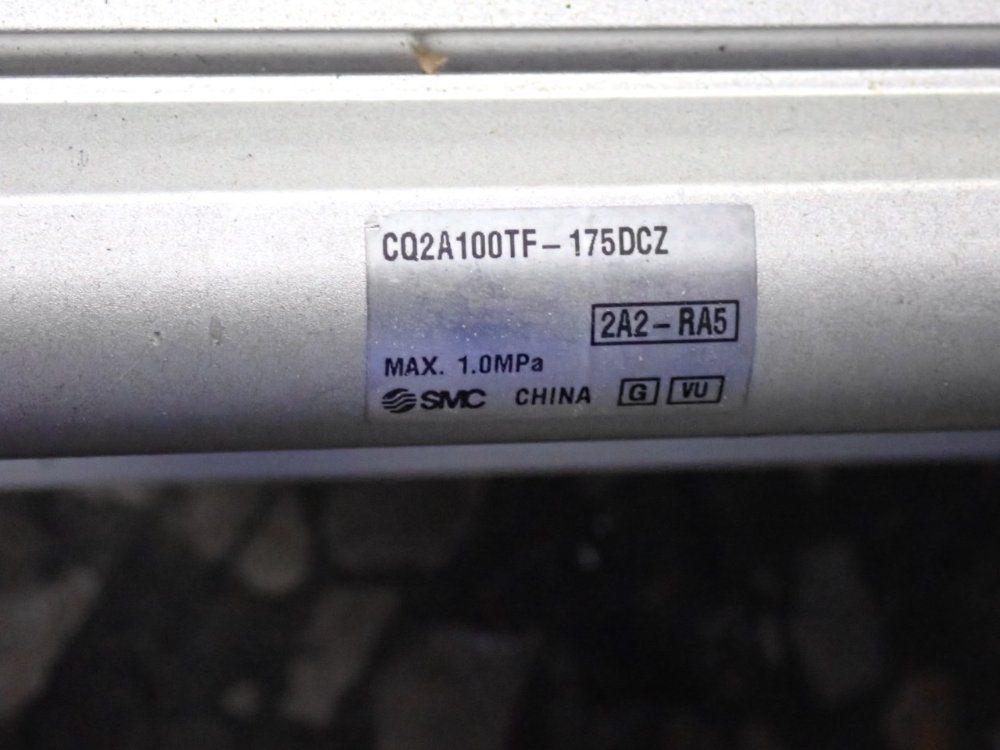 CQ2A100TF-175DCZ
2A2-RA5
MAX. 1.0MPa
SMC CHINA G VU